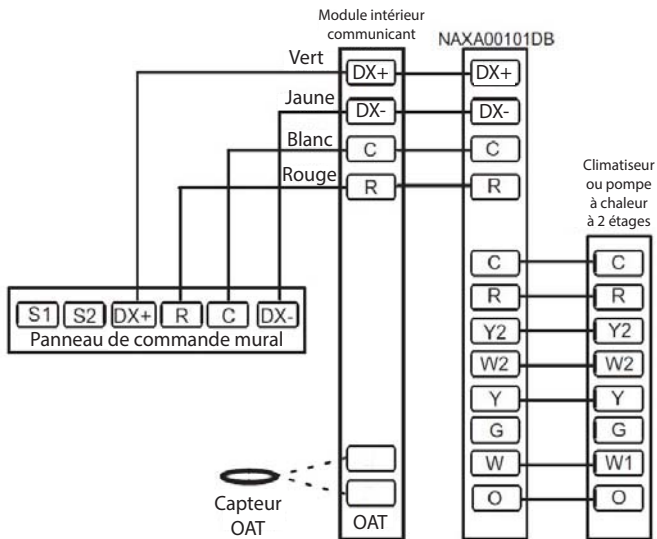 Module intérieur
communicant
NAXA00101DB
Vert
DX+
DX+
Jaune
DX-
DX-
Blanc
C
C
Rouge
R
R
Climatiseur
ou pompe
à chaleur
à 2 étages
C
C
R
R
Y2
Y2
W2
W2
Y
Y
G
G
W
W1
O
O
S1 S2 DX+ R C DX-
Panneau de commande mural
Capteur
OAT
OAT